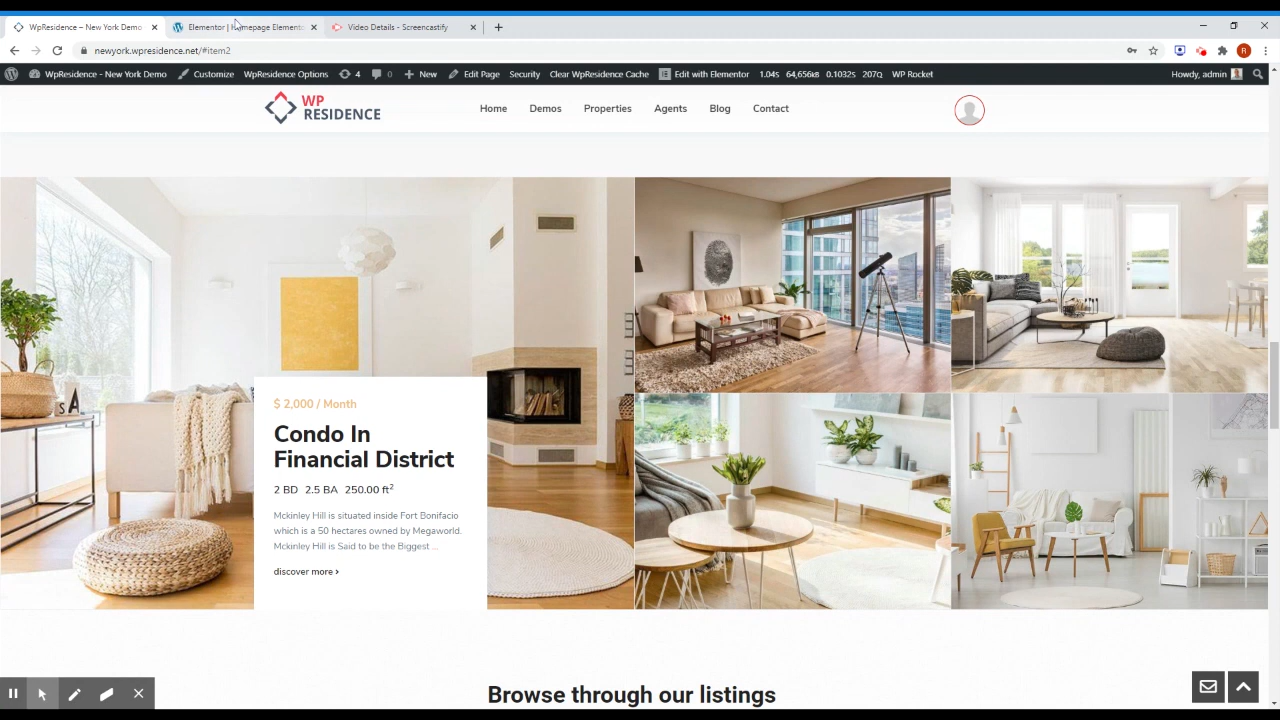 WpResidence – New York Demo
Elementor | Homepage Elemento
Video Details - Screencastify
newyork.wpresidence.net/#item2
R
WpResidence - New York Demo
Customize
WpResidence Options
4
0
New
Edit Page
Security
Clear WpResidence Cache
Edit with Elementor
1.04s 64,656KB 0.1032s 207Q
WP Rocket
Howdy, admin
WP
RESIDENCE
Home
Demos
Properties
Agents
Blog
Contact
A
$ 2,000 / Month
Condo In
Financial District
2 BD 2.5 BA 250.00 ft2
Mckinley Hill is situated inside Fort Bonifacio
which is a 50 hectares owned by Megaworld.
Mckinley Hill is Said to be the Biggest ...
discover more ›
Browse through our listings